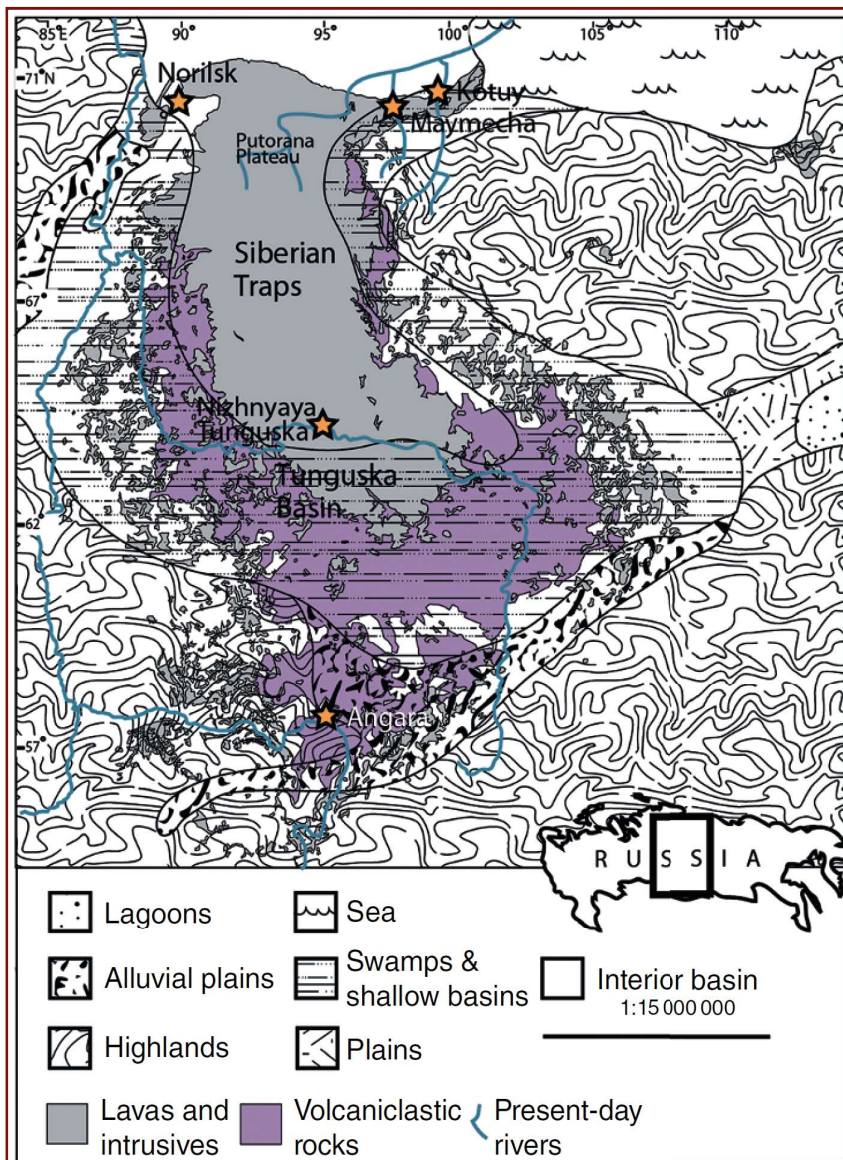 85°E
90°
95°
100°
105°
110°
71°N
Norilsk
Kotuy
Maymecha
Putorana
Plateau
Siberian
Traps
67°
Nizhnyaya
Tunguska
Tunguska
Basin
62°
Angara
57°
RUSSIA
Lagoons
Sea
Alluvial plains
Swamps &
shallow basins
Interior basin
1:15 000 000
Highlands
Plains
Lavas and
intrusives
Volcaniclastic
rocks
Present-day
rivers